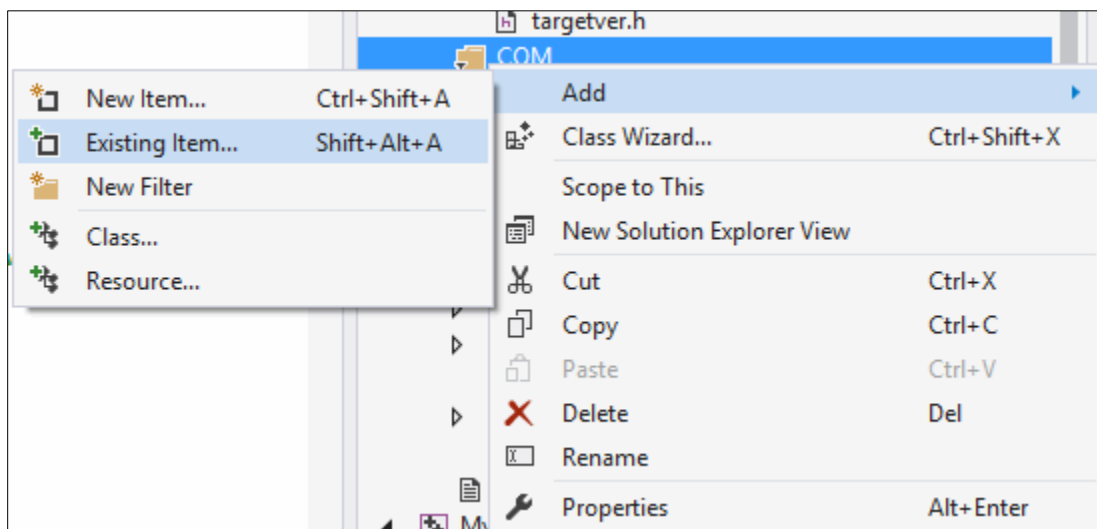 targetver.h
COM
New Item... Ctrl+Shift+A
Existing Item... Shift+Alt+A
New Filter
Class...
Resource...
Add
Class Wizard... Ctrl+Shift+X
Scope to This
New Solution Explorer View
Cut Ctrl+X
Copy Ctrl+C
Paste Ctrl+V
Delete Del
Rename
Properties Alt+Enter